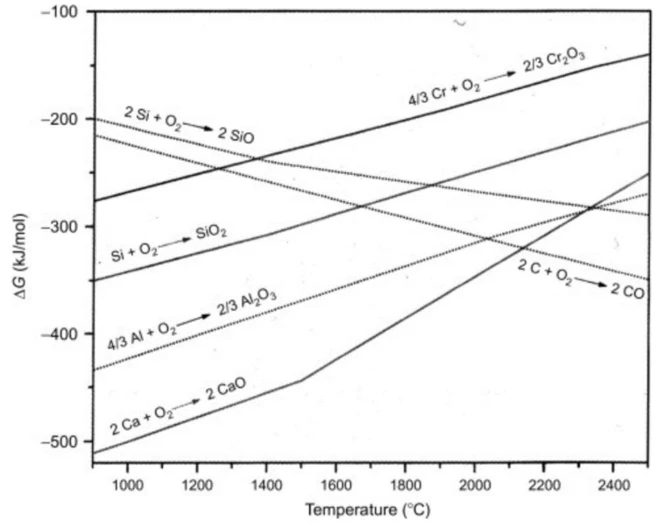 −100
−200
−300
−400
−500
ΔG (kJ/mol)
4/3 Cr + O₂ → 2/3 Cr₂O₃
2 Si + O₂ → 2 SiO
Si + O₂ → SiO₂
2 C + O₂ → 2 CO
4/3 Al + O₂ → 2/3 Al₂O₃
2 Ca + O₂ → 2 CaO
1000 1200 1400 1600 1800 2000 2200 2400
Temperature (°C)